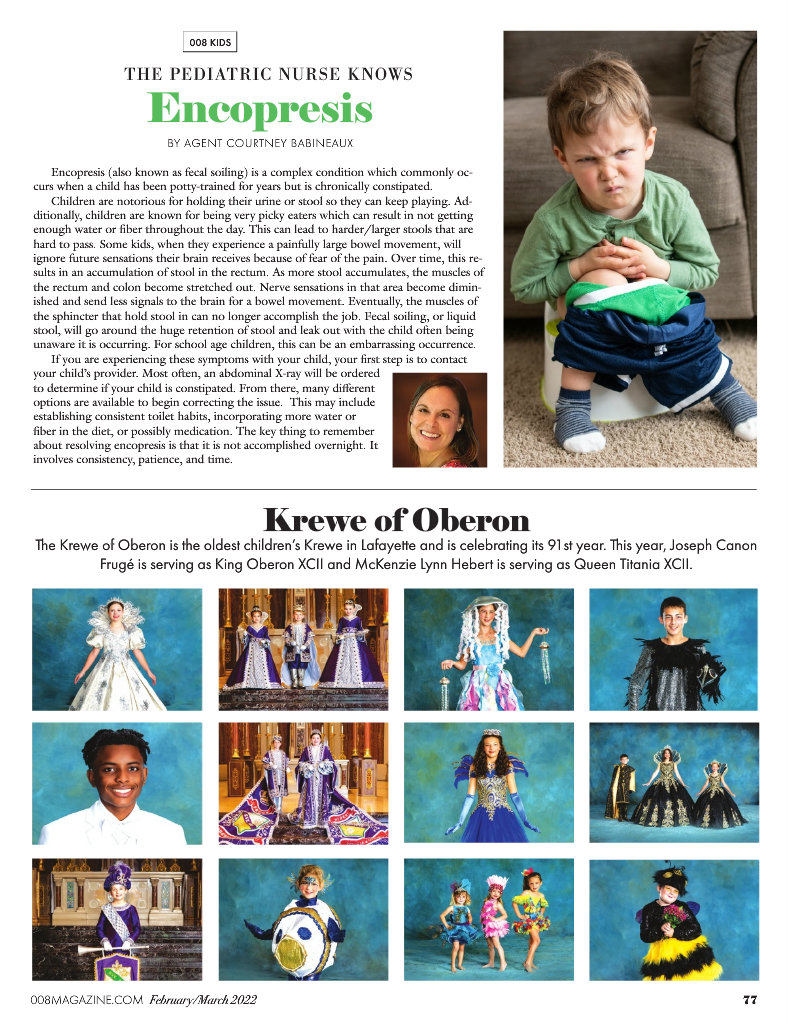 008 KIDS
THE PEDIATRIC NURSE KNOWS
Encopresis
BY AGENT COURTNEY BABINEAUX
Encopresis (also known as fecal soiling) is a complex condition which commonly oc-
curs when a child has been potty-trained for years but is chronically constipated.
Children are notorious for holding their urine or stool so they can keep playing. Ad-
ditionally, children are known for being very picky eaters which can result in not getting
enough water or fiber throughout the day. This can lead to harder/larger stools that are
hard to pass. Some kids, when they experience a painfully large bowel movement, will
ignore future sensations their brain receives because of fear of the pain. Over time, this re-
sults in an accumulation of stool in the rectum. As more stool accumulates, the muscles of
the rectum and colon become stretched out. Nerve sensations in that area become dimin-
ished and send less signals to the brain for a bowel movement. Eventually, the muscles of
the sphincter that hold stool in can no longer accomplish the job. Fecal soiling, or liquid
stool, will go around the huge retention of stool and leak out with the child often being
unaware it is occurring. For school age children, this can be an embarrassing occurrence.
If you are experiencing these symptoms with your child, your first step is to contact
your child's provider. Most often, an abdominal X-ray will be ordered
to determine if your child is constipated. From there, many different
options are available to begin correcting the issue.  This may include
establishing consistent toilet habits, incorporating more water or
fiber in the diet, or possibly medication. The key thing to remember
about resolving encopresis is that it is not accomplished overnight. It
involves consistency, patience, and time.
Krewe of Oberon
The Krewe of Oberon is the oldest children's Krewe in Lafayette and is celebrating its 91st year. This year, Joseph Canon
Frugé is serving as King Oberon XCII and McKenzie Lynn Hebert is serving as Queen Titania XCII.
008MAGAZINE.COM February/March 2022
77